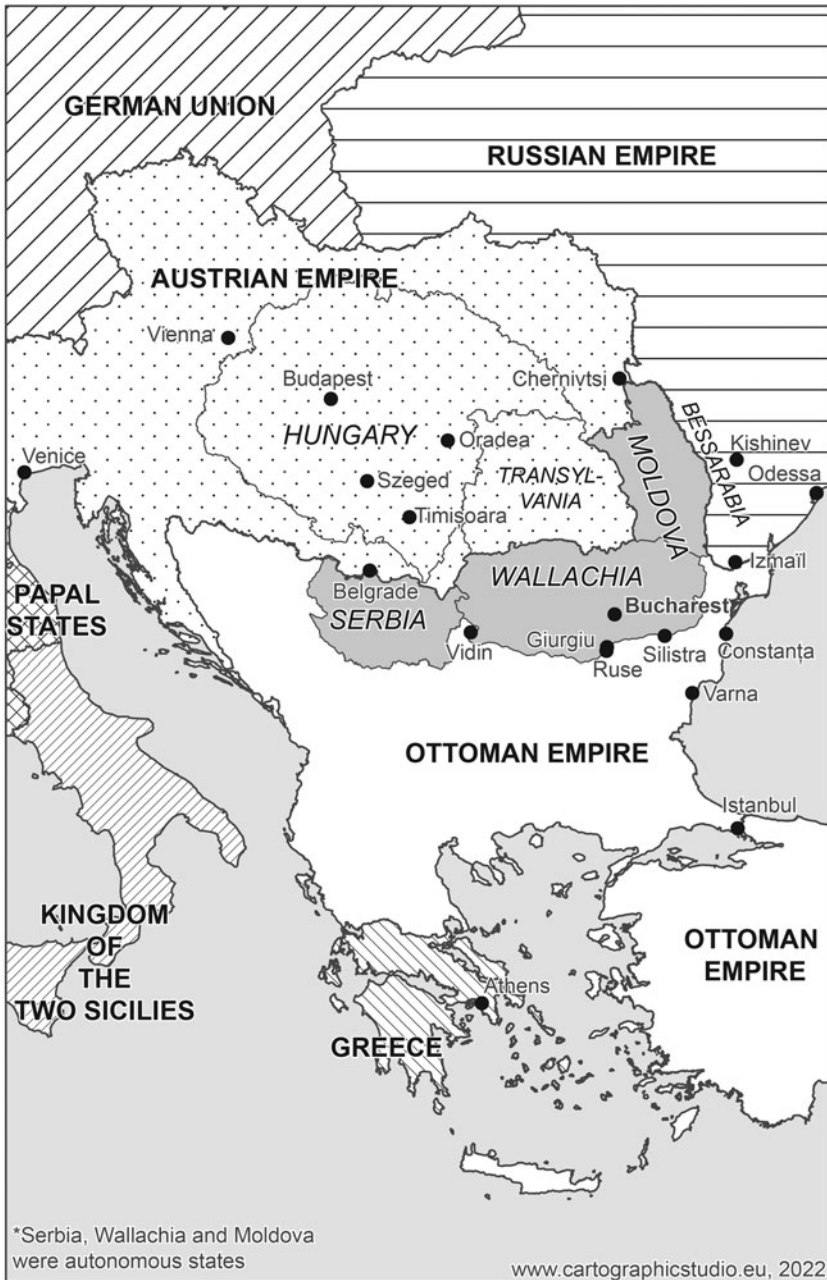 GERMAN UNION
RUSSIAN EMPIRE
AUSTRIAN EMPIRE
Vienna
Budapest
Chernivtsi
HUNGARY
Oradea
BESSARABIA
Kishinev
Venice
Szeged
TRANSYL-
VANIA
MOLDOVA
Odessa
Timisoara
Izmaïl
PAPAL
STATES
Belgrade
SERBIA
WALLACHIA
Bucharest
Vidin
Giurgiu
Ruse
Silistra
Constanța
Varna
OTTOMAN EMPIRE
Istanbul
KINGDOM
OF
THE
TWO SICILIES
OTTOMAN
EMPIRE
Athens
GREECE
*Serbia, Wallachia and Moldova
were autonomous states
www.cartographicstudio.eu, 2022